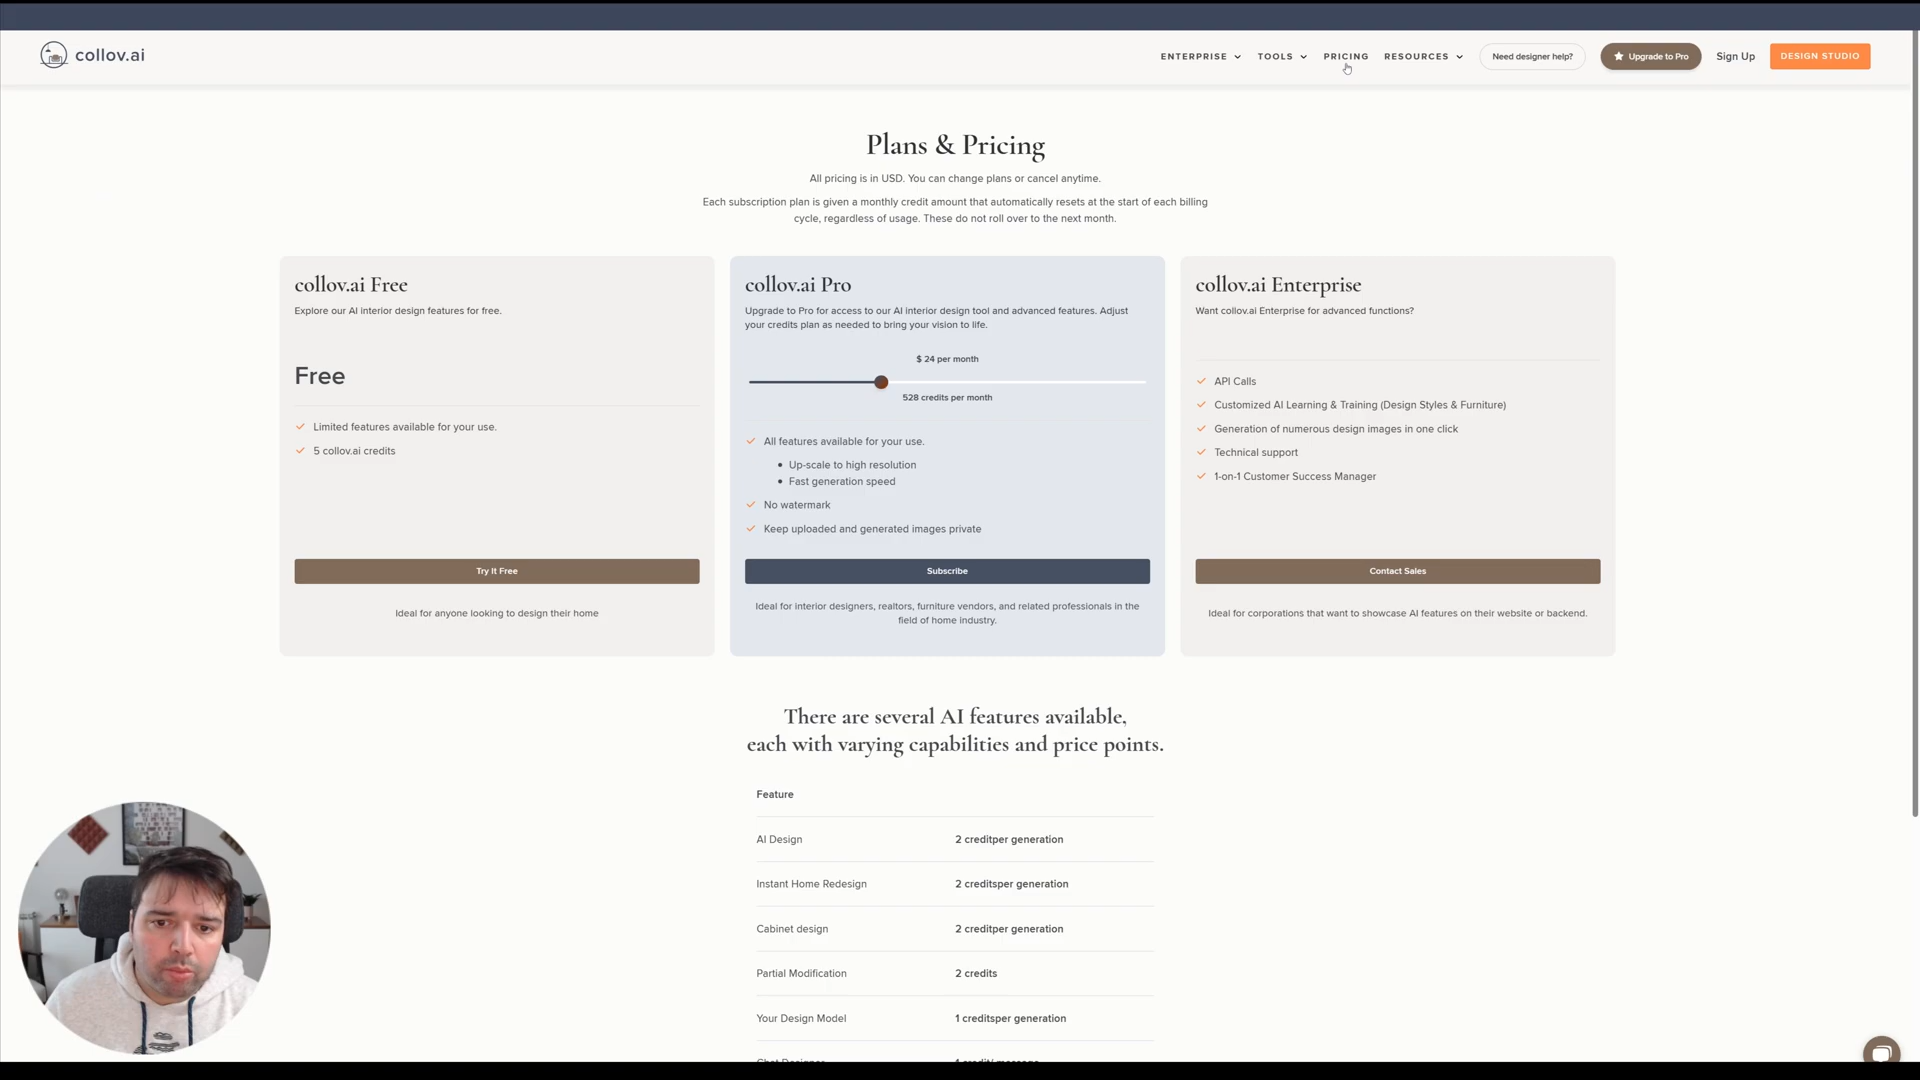 collov.ai
ENTERPRISE
TOOLS
PRICING
RESOURCES
Need designer help?
Upgrade to Pro
Sign Up
DESIGN STUDIO
Plans & Pricing
All pricing is in USD. You can change plans or cancel anytime.
Each subscription plan is given a monthly credit amount that automatically resets at the start of each billing
cycle, regardless of usage. These do not roll over to the next month.
collov.ai Free
Explore our AI interior design features for free.
Free
Limited features available for your use.
5 collov.ai credits
Try It Free
Ideal for anyone looking to design their home
collov.ai Pro
Upgrade to Pro for access to our AI interior design tool and advanced features. Adjust
your credits plan as needed to bring your vision to life.
$ 24 per month
528 credits per month
All features available for your use.
Up-scale to high resolution
Fast generation speed
No watermark
Keep uploaded and generated images private
Subscribe
Ideal for interior designers, realtors, furniture vendors, and related professionals in the
field of home industry.
collov.ai Enterprise
Want collov.ai Enterprise for advanced functions?
API Calls
Customized AI Learning & Training (Design Styles & Furniture)
Generation of numerous design images in one click
Technical support
1-on-1 Customer Success Manager
Contact Sales
Ideal for corporations that want to showcase AI features on their website or backend.
There are several AI features available,
each with varying capabilities and price points.
Feature
AI Design
2 creditper generation
Instant Home Redesign
2 creditsper generation
Cabinet design
2 creditper generation
Partial Modification
2 credits
Your Design Model
1 creditsper generation
Chat Designer
1 credit/ message